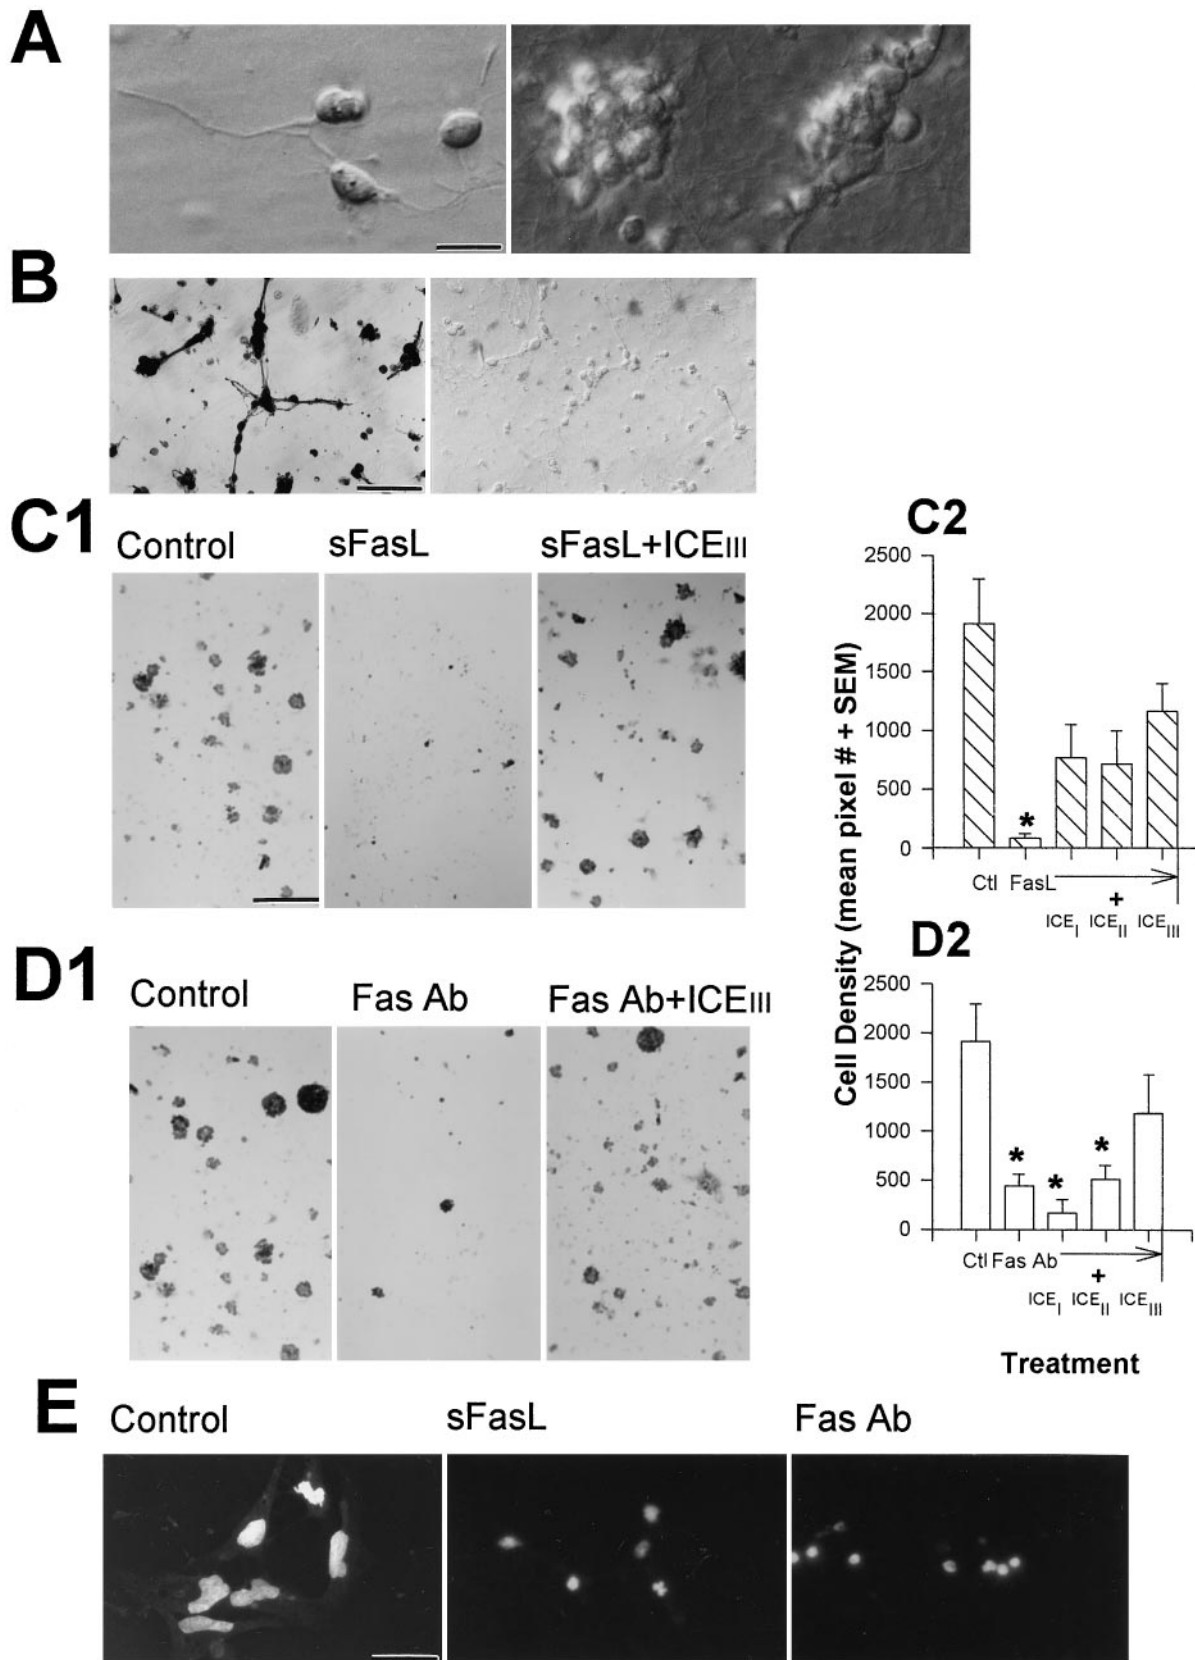 A
B
C1
Control
sFasL
sFasL+ICEIII
C2
2500
2000
1500
1000
500
0
*
Ctl FasL
+
ICEI ICEII ICEIII
Cell Density (mean pixel # + SEM)
D1
Control
Fas Ab
Fas Ab+ICEIII
D2
2500
2000
1500
1000
500
0
* * *
Ctl Fas Ab
+
ICEI ICEII ICEIII
Treatment
E
Control
sFasL
Fas Ab